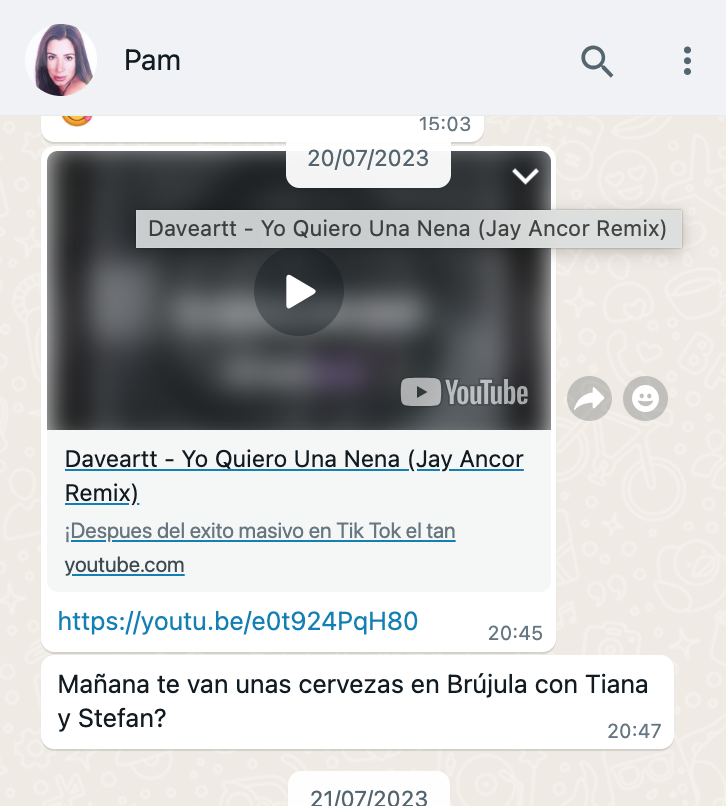 Pam
15:03
20/07/2023
Daveartt - Yo Quiero Una Nena (Jay Ancor Remix)
YouTube
Daveartt - Yo Quiero Una Nena (Jay Ancor
Remix)
¡Despues del exito masivo en Tik Tok el tan
youtube.com
https://youtu.be/e0t924PqH80
20:45
Mañana te van unas cervezas en Brújula con Tiana
y Stefan?
20:47
21/07/2023